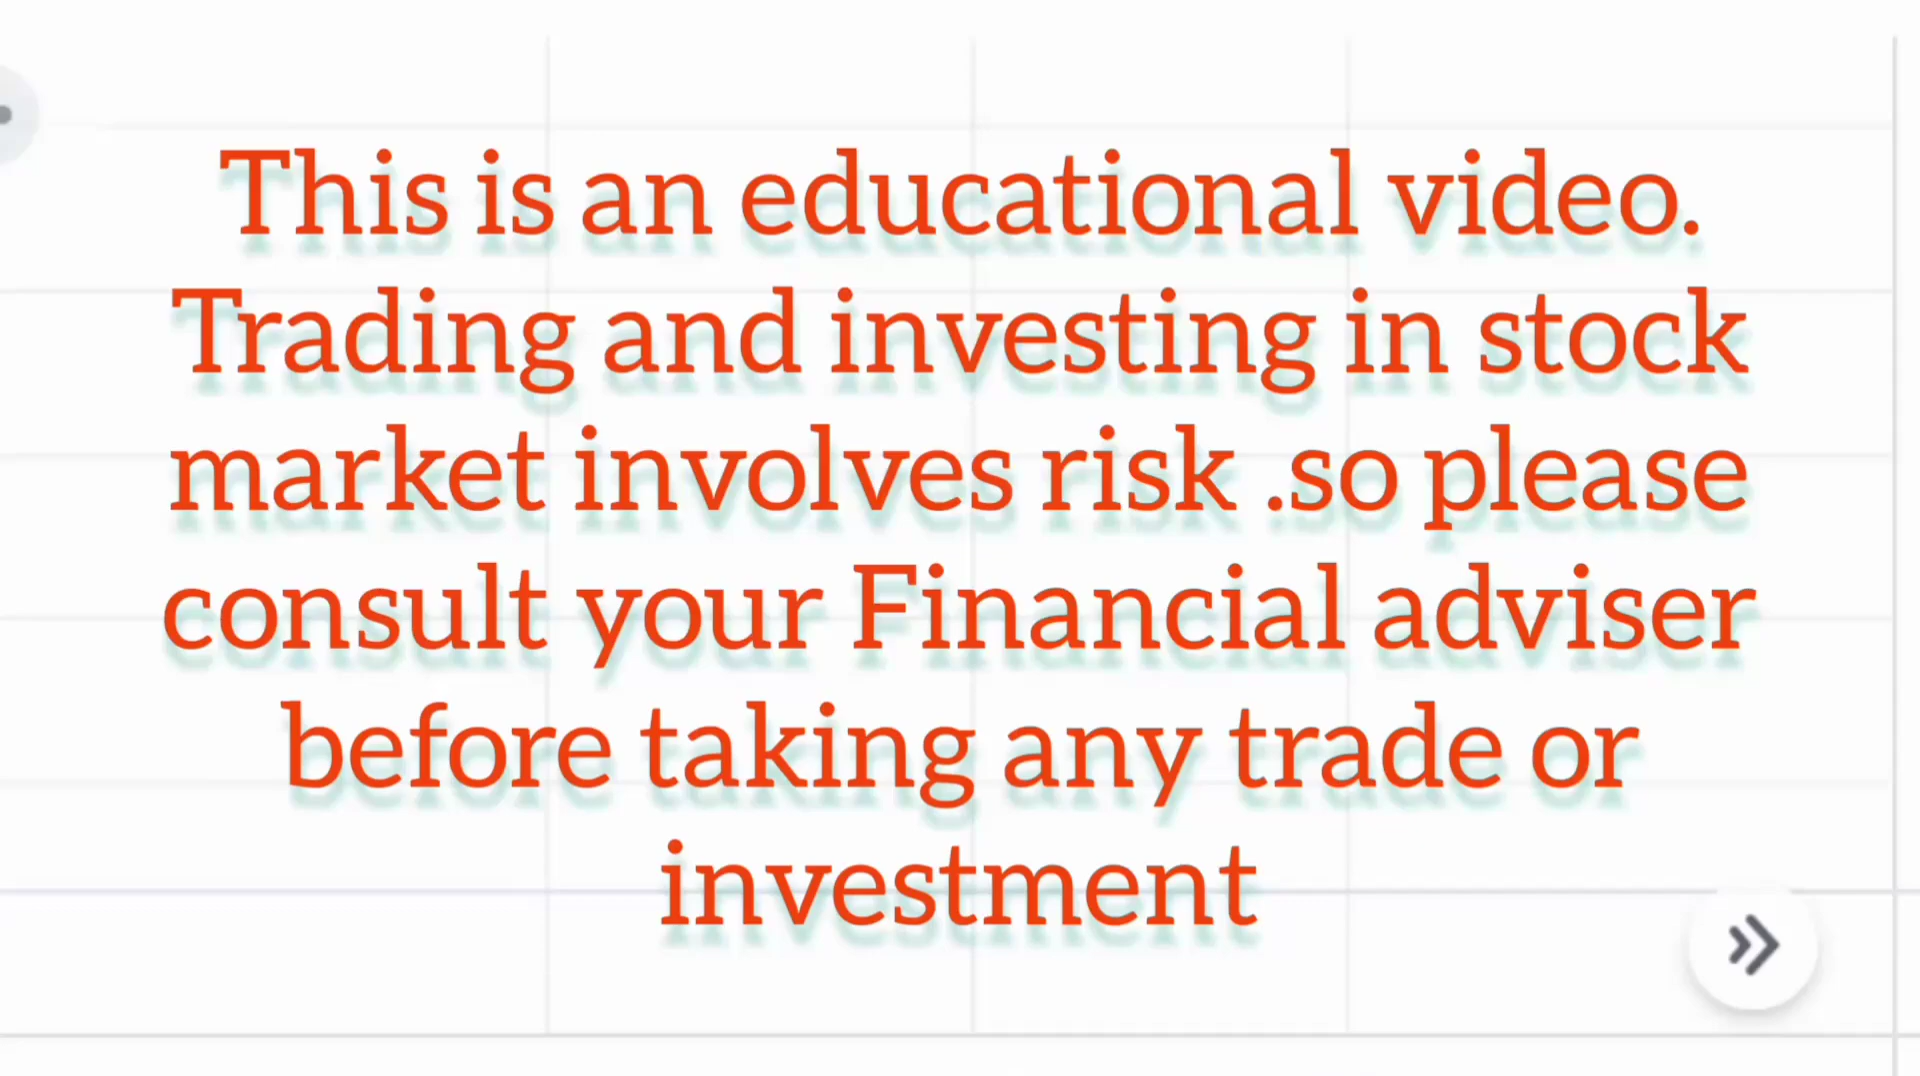 This is an educational video.
Trading and investing in stock
market involves risk .so please
consult your Financial adviser
before taking any trade or
investment